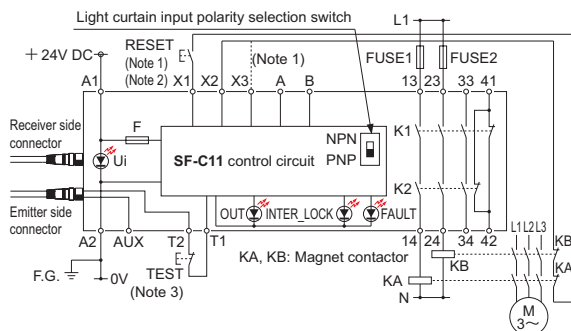 Light curtain input polarity selection switch
L1
+ 24V DC
RESET
(Note 1)
(Note 2)
(Note 1)
FUSE1
FUSE2
A1
X1
X2
X3
A
B
13
23
33
41
Receiver side
connector
F
Ui
SF-C11 control circuit
NPN
PNP
K1
K2
Emitter side
connector
OUT
INTER_LOCK
FAULT
A2
AUX
T2
T1
14
24
34
42
L1
L2
L3
KA, KB: Magnet contactor
KB
KB
F.G.
0V
TEST
(Note 3)
KA
KA
N
M
3~